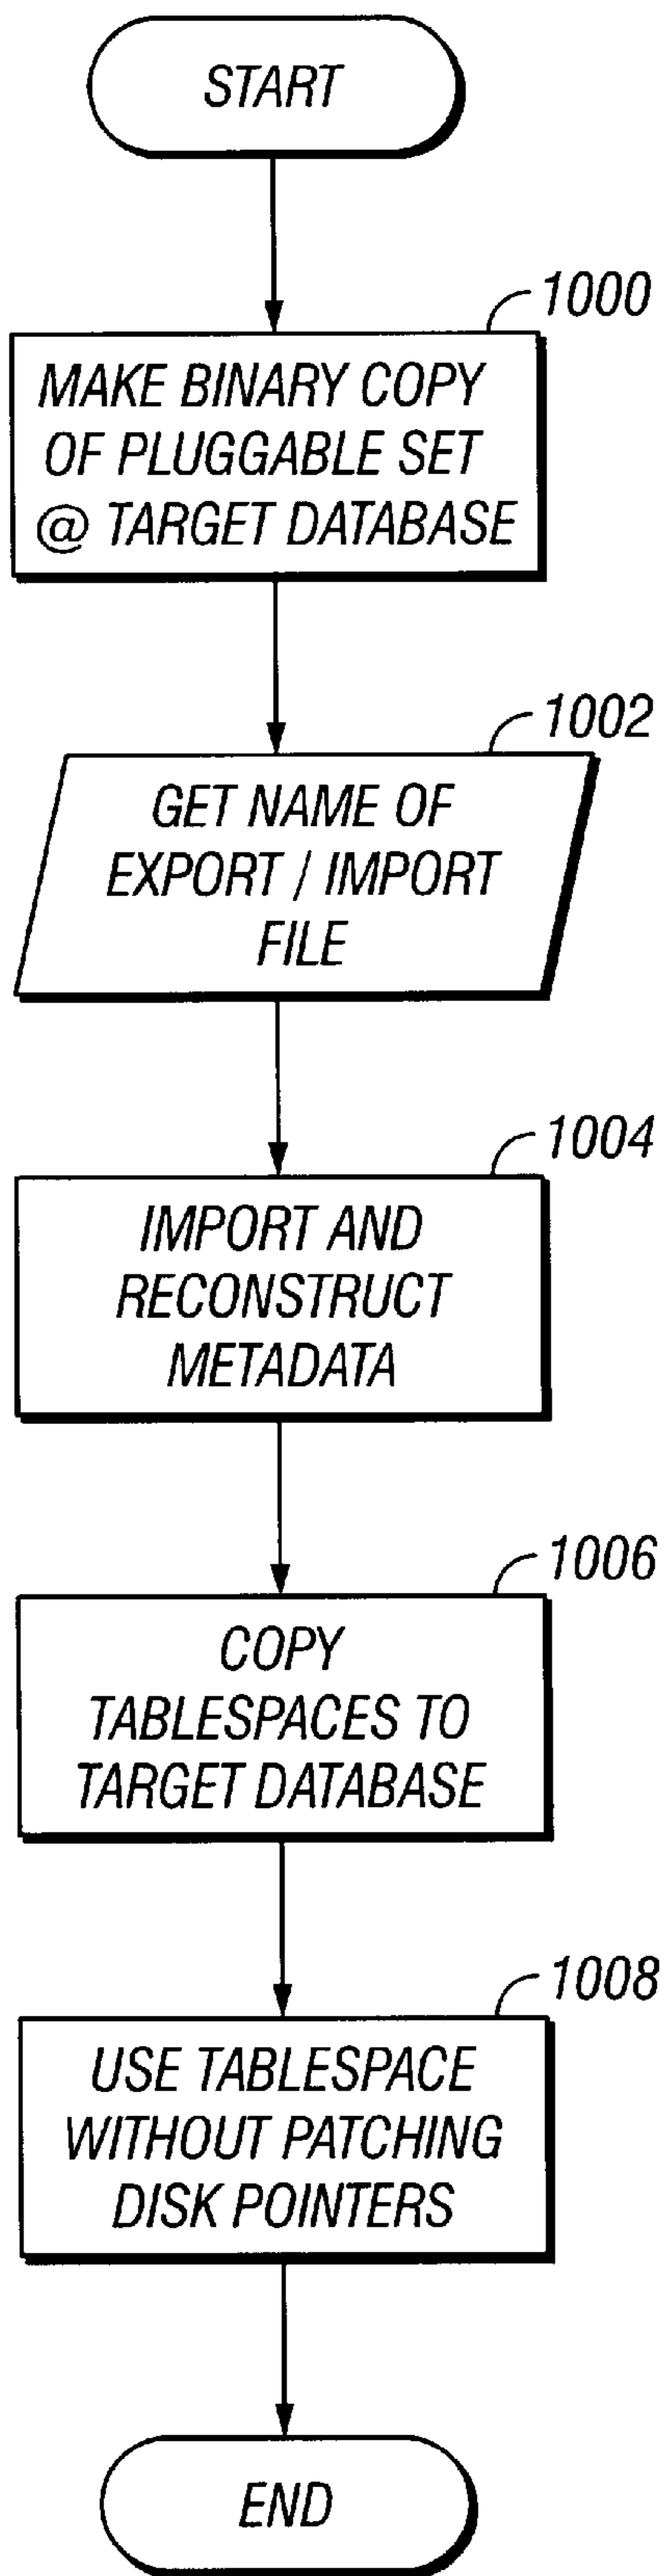 START
1000
MAKE BINARY COPY
OF PLUGGABLE SET
@ TARGET DATABASE
1002
GET NAME OF
EXPORT / IMPORT
FILE
1004
IMPORT AND
RECONSTRUCT
METADATA
1006
COPY
TABLESPACES TO
TARGET DATABASE
1008
USE TABLESPACE
WITHOUT PATCHING
DISK POINTERS
END